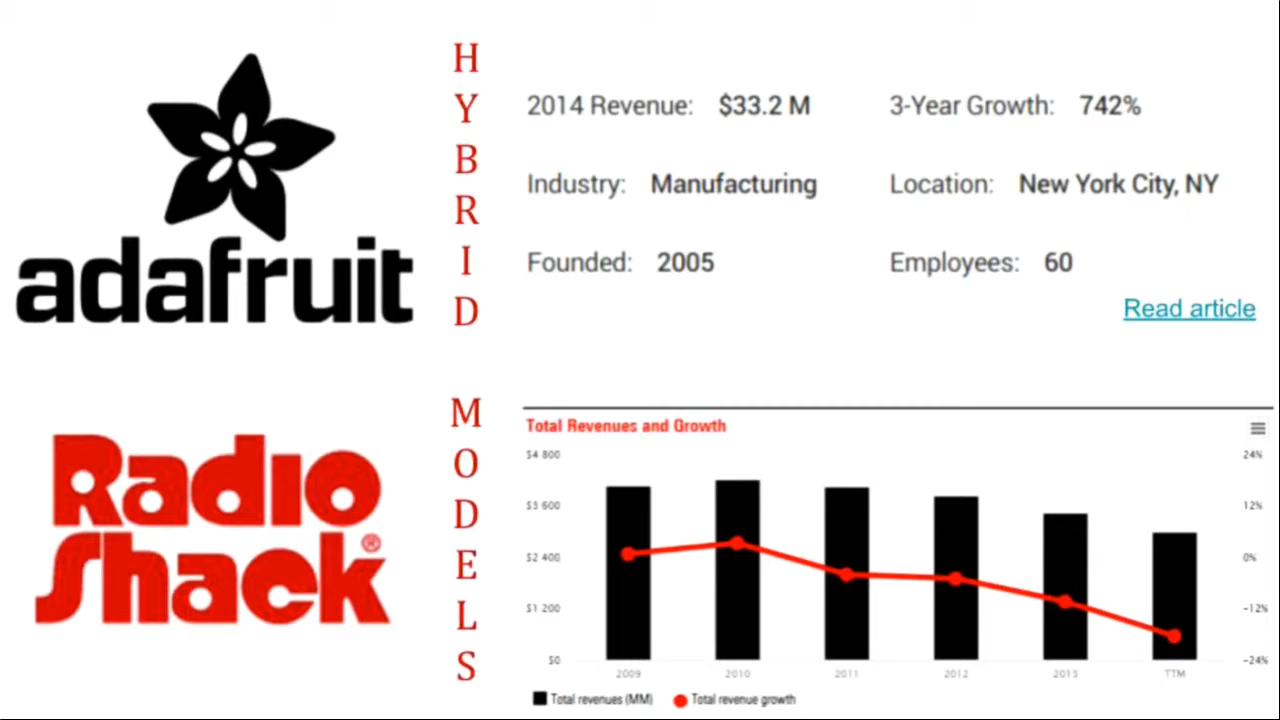 adafruit
HYBRID
MODELS
2014 Revenue: $33.2 M
3-Year Growth: 742%
Industry: Manufacturing
Location: New York City, NY
Founded: 2005
Employees: 60
Read article
Radio
Shack®
Total Revenues and Growth
$4 800
$3 600
$2 400
$1 200
$0
24%
12%
0%
-12%
-24%
2009
2010
2011
2012
2013
TTM
Total revenues (MM)
Total revenue growth